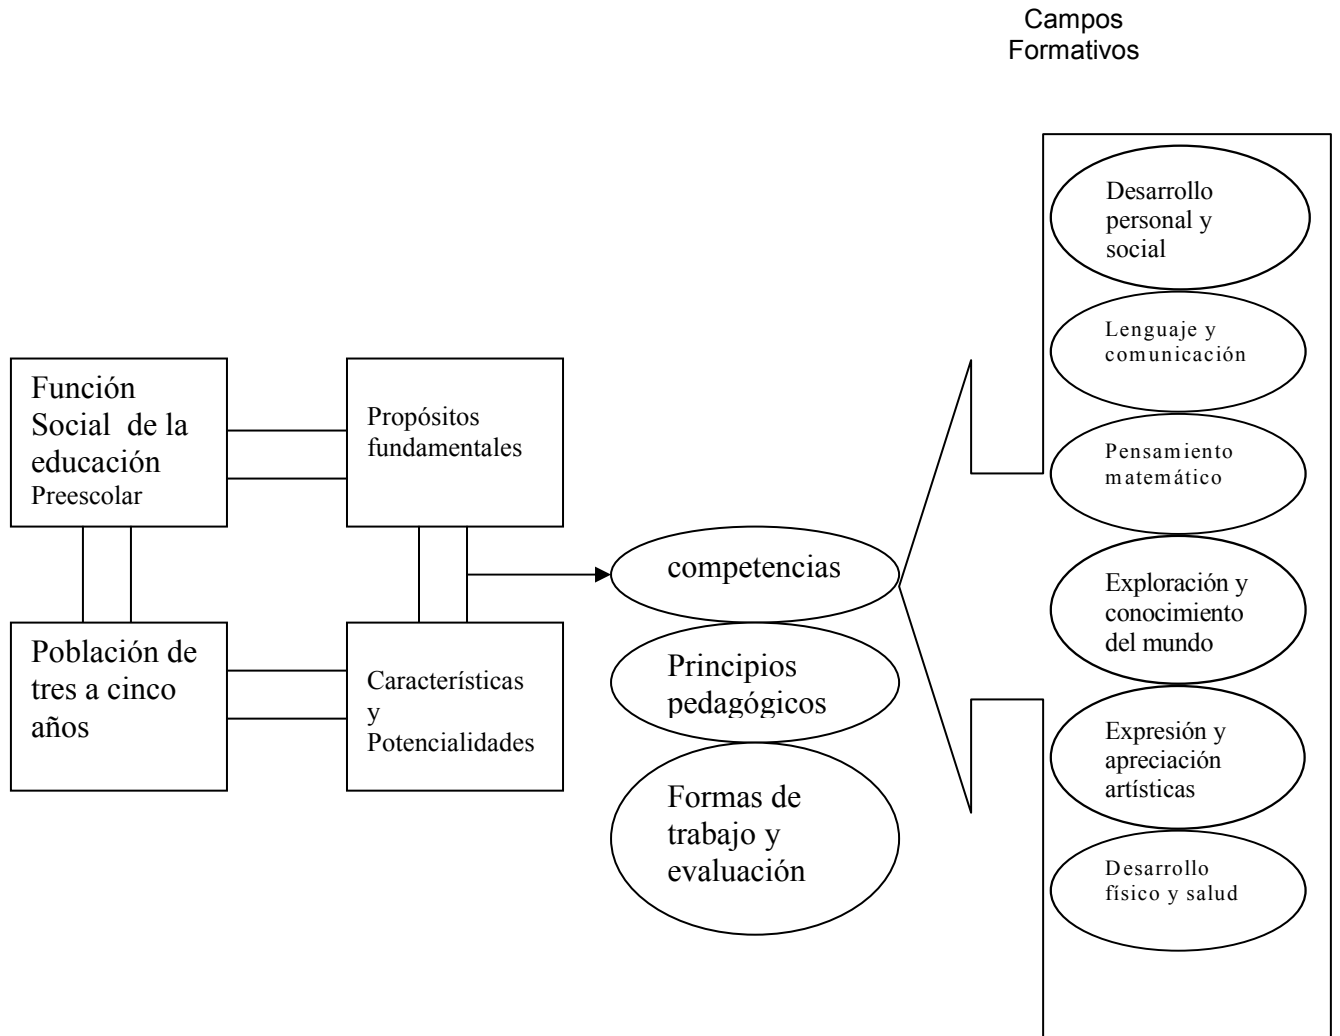 Campos
Formativos
Desarrollo
personal y
social
Lenguaje y
comunicación
Pensamiento
matemático
Exploración y
conocimiento
del mundo
Expresión y
apreciación
artísticas
Desarrollo
físico y salud
Función
Social de la
educación
Preescolar
Propósitos
fundamentales
Población de
tres a cinco
años
Características
y
Potencialidades
competencias
Principios
pedagógicos
Formas de
trabajo y
evaluación